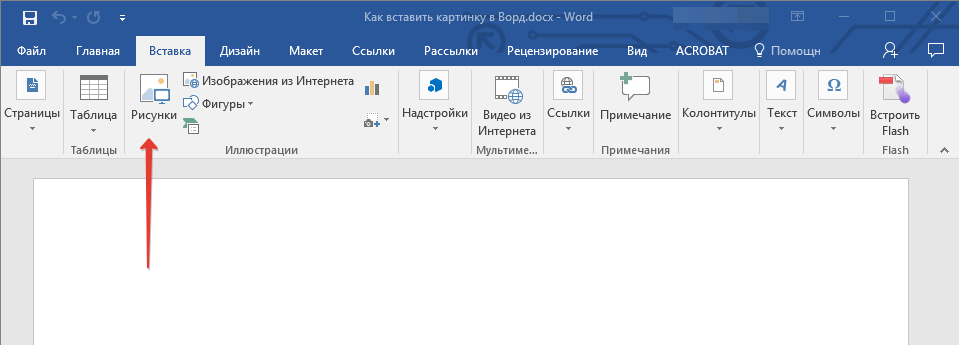 Как вставить картинку в Ворд.docx - Word
Файл Главная Вставка Дизайн Макет Ссылки Рассылки Рецензирование Вид ACROBAT Помощн
Страницы
Таблица
Таблицы
Рисунки
Изображения из Интернета
Фигуры
Иллюстрации
Надстройки
Видео из
Интернета
Мультиме...
Ссылки
Примечание
Примечания
Колонтитулы
A
Текст
Ω
Символы
Встроить
Flash
Flash